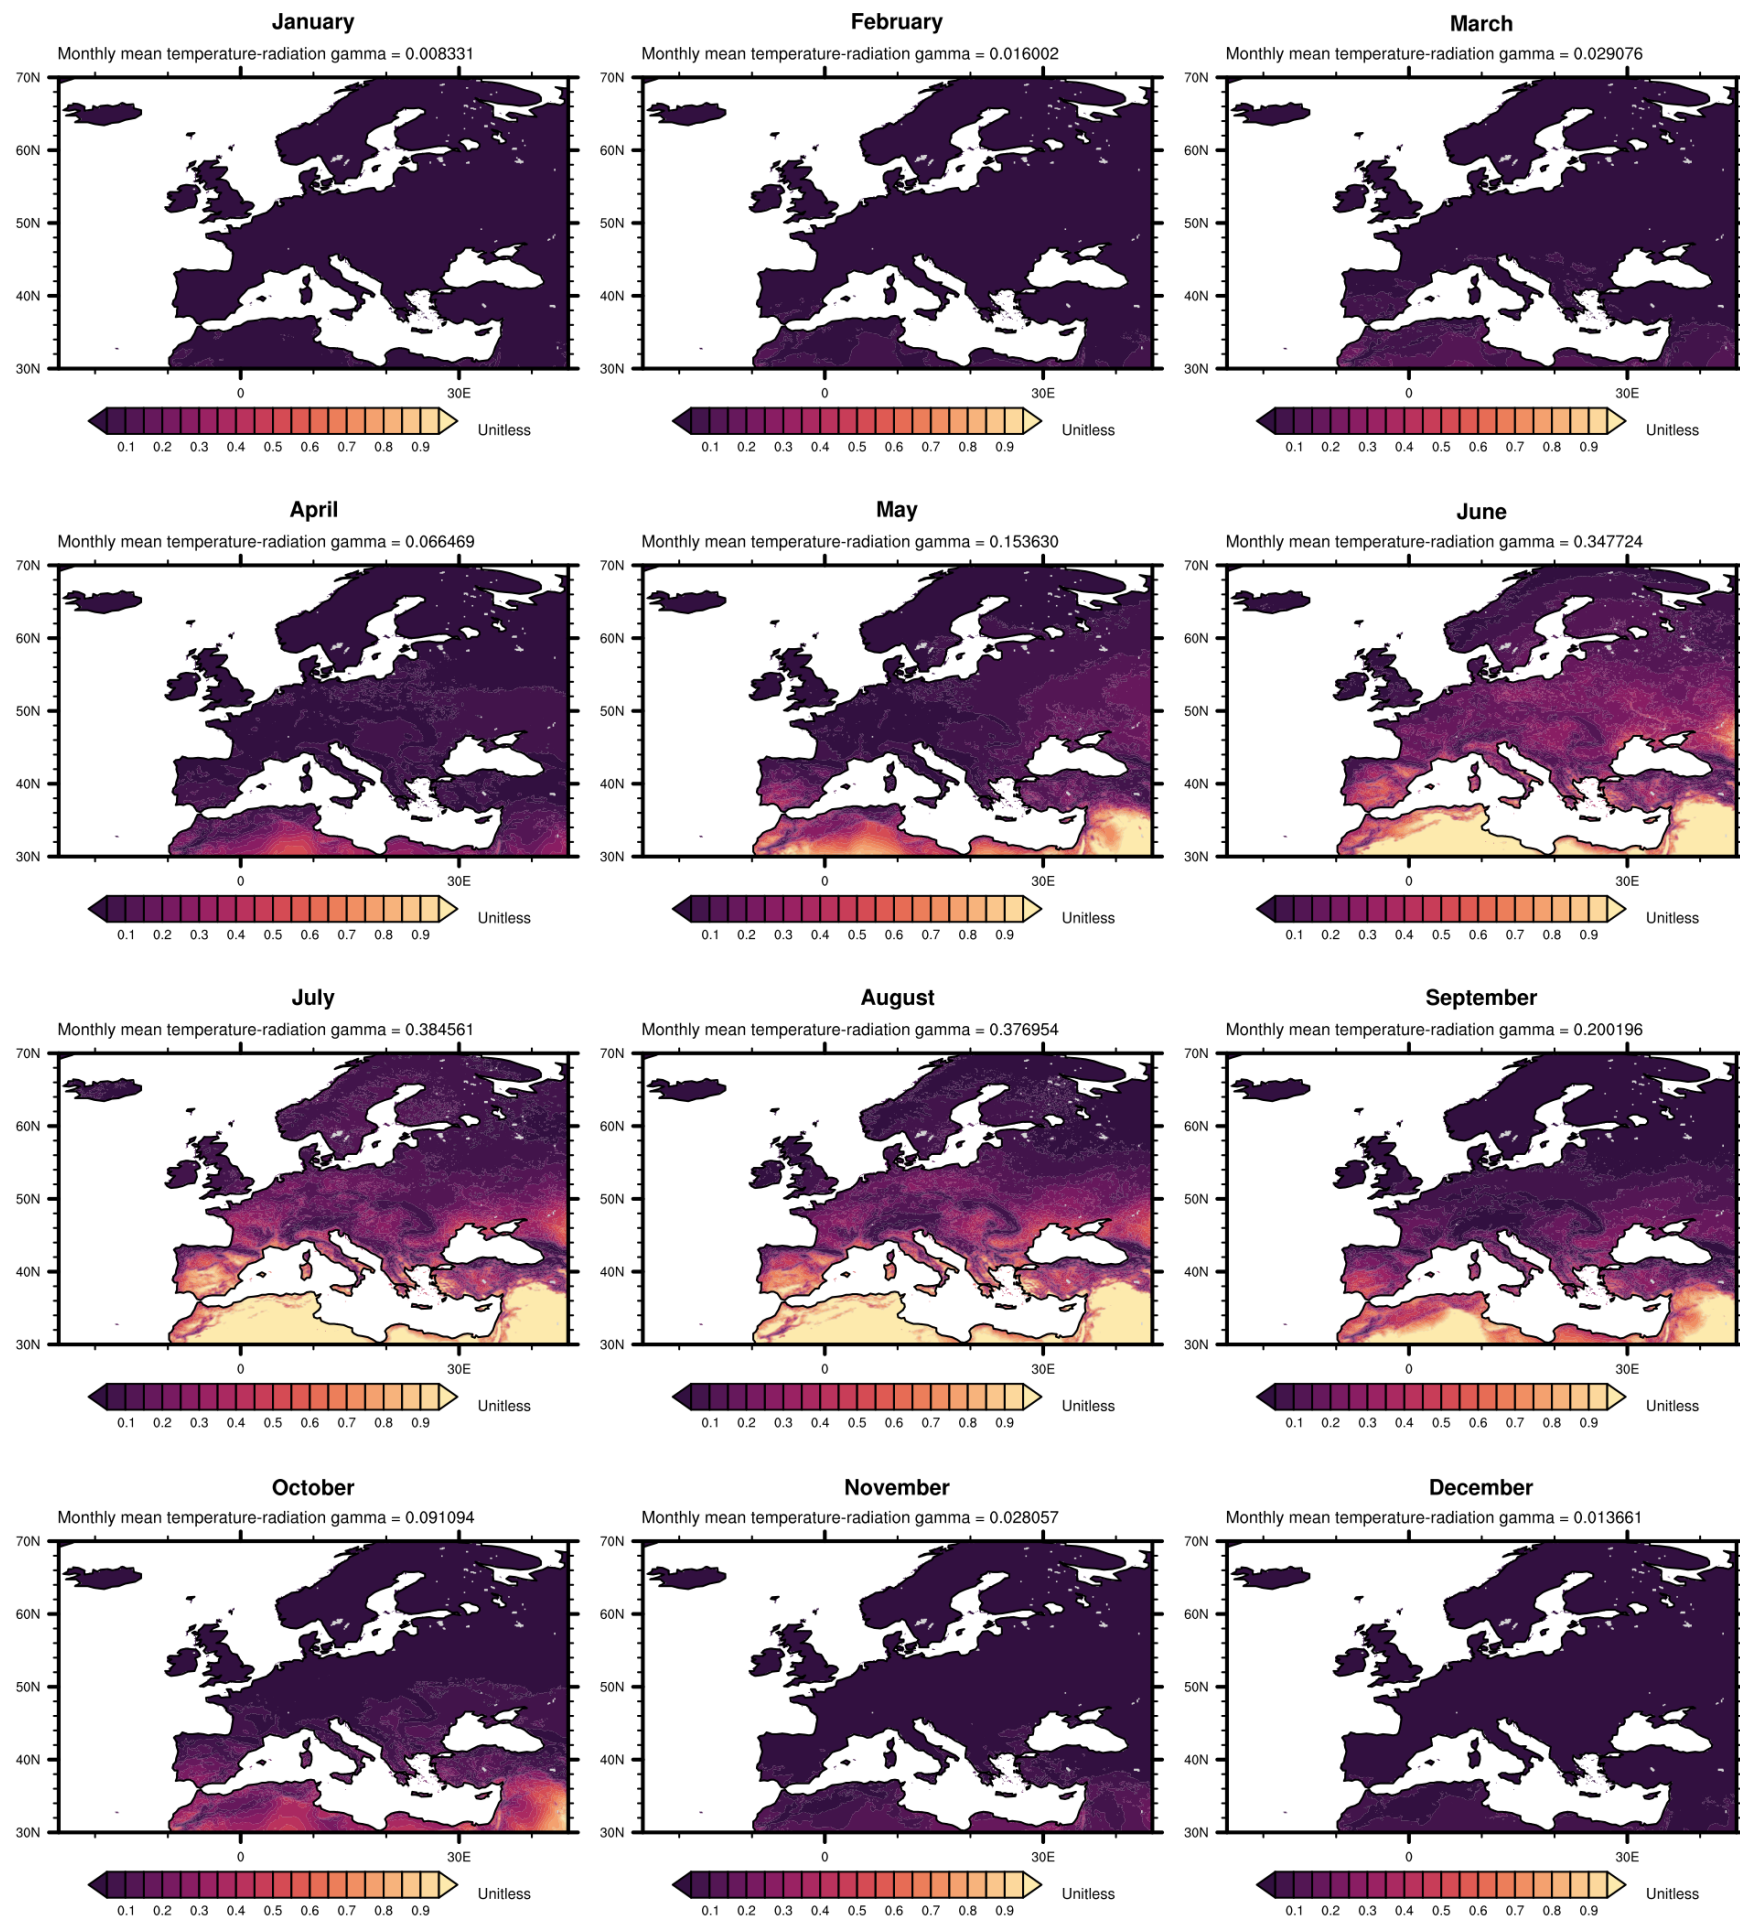 January
Monthly mean temperature-radiation gamma = 0.008331
70N
60N
50N
40N
30N
0 30E
0.1 0.2 0.3 0.4 0.5 0.6 0.7 0.8 0.9
Unitless
February
Monthly mean temperature-radiation gamma = 0.016002
70N
60N
50N
40N
30N
0 30E
0.1 0.2 0.3 0.4 0.5 0.6 0.7 0.8 0.9
Unitless
March
Monthly mean temperature-radiation gamma = 0.029076
70N
60N
50N
40N
30N
0 30E
0.1 0.2 0.3 0.4 0.5 0.6 0.7 0.8 0.9
Unitless
April
Monthly mean temperature-radiation gamma = 0.066469
70N
60N
50N
40N
30N
0 30E
0.1 0.2 0.3 0.4 0.5 0.6 0.7 0.8 0.9
Unitless
May
Monthly mean temperature-radiation gamma = 0.153630
70N
60N
50N
40N
30N
0 30E
0.1 0.2 0.3 0.4 0.5 0.6 0.7 0.8 0.9
Unitless
June
Monthly mean temperature-radiation gamma = 0.347724
70N
60N
50N
40N
30N
0 30E
0.1 0.2 0.3 0.4 0.5 0.6 0.7 0.8 0.9
Unitless
July
Monthly mean temperature-radiation gamma = 0.384561
70N
60N
50N
40N
30N
0 30E
0.1 0.2 0.3 0.4 0.5 0.6 0.7 0.8 0.9
Unitless
August
Monthly mean temperature-radiation gamma = 0.376954
70N
60N
50N
40N
30N
0 30E
0.1 0.2 0.3 0.4 0.5 0.6 0.7 0.8 0.9
Unitless
September
Monthly mean temperature-radiation gamma = 0.200196
70N
60N
50N
40N
30N
0 30E
0.1 0.2 0.3 0.4 0.5 0.6 0.7 0.8 0.9
Unitless
October
Monthly mean temperature-radiation gamma = 0.091094
70N
60N
50N
40N
30N
0 30E
0.1 0.2 0.3 0.4 0.5 0.6 0.7 0.8 0.9
Unitless
November
Monthly mean temperature-radiation gamma = 0.028057
70N
60N
50N
40N
30N
0 30E
0.1 0.2 0.3 0.4 0.5 0.6 0.7 0.8 0.9
Unitless
December
Monthly mean temperature-radiation gamma = 0.013661
70N
60N
50N
40N
30N
0 30E
0.1 0.2 0.3 0.4 0.5 0.6 0.7 0.8 0.9
Unitless